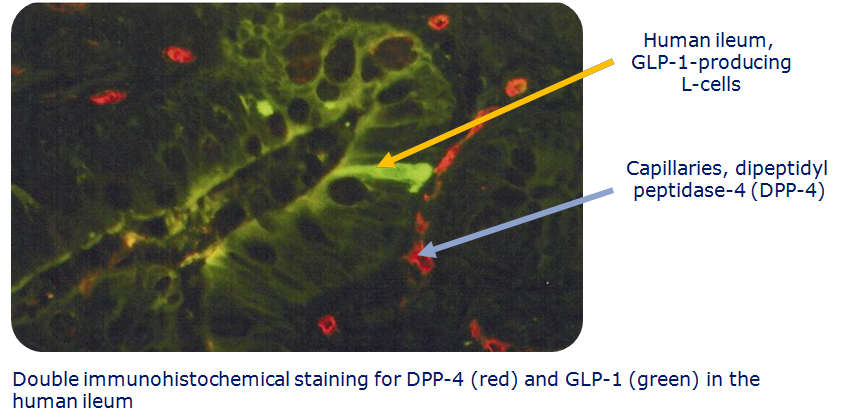 Human ileum,
GLP-1-producing
L-cells
Capillaries, dipeptidyl
peptidase-4 (DPP-4)
Double immunohistochemical staining for DPP-4 (red) and GLP-1 (green) in the
human ileum